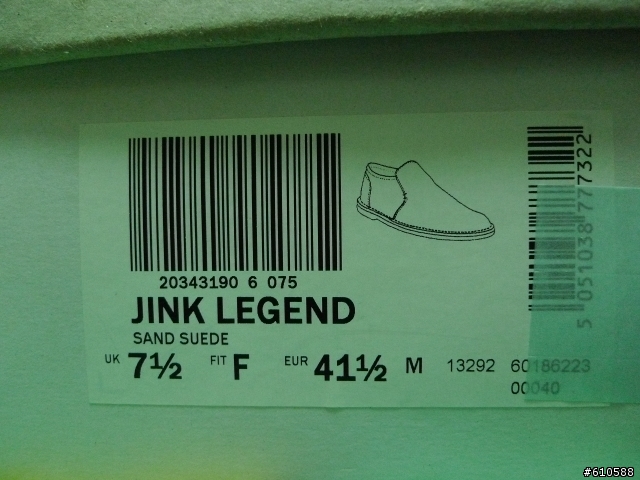 20343190 6 075
JINK LEGEND
SAND SUEDE
UK 7½ FIT F EUR 41½ M 13292 60186223
00040
5 051038 777322
#610588